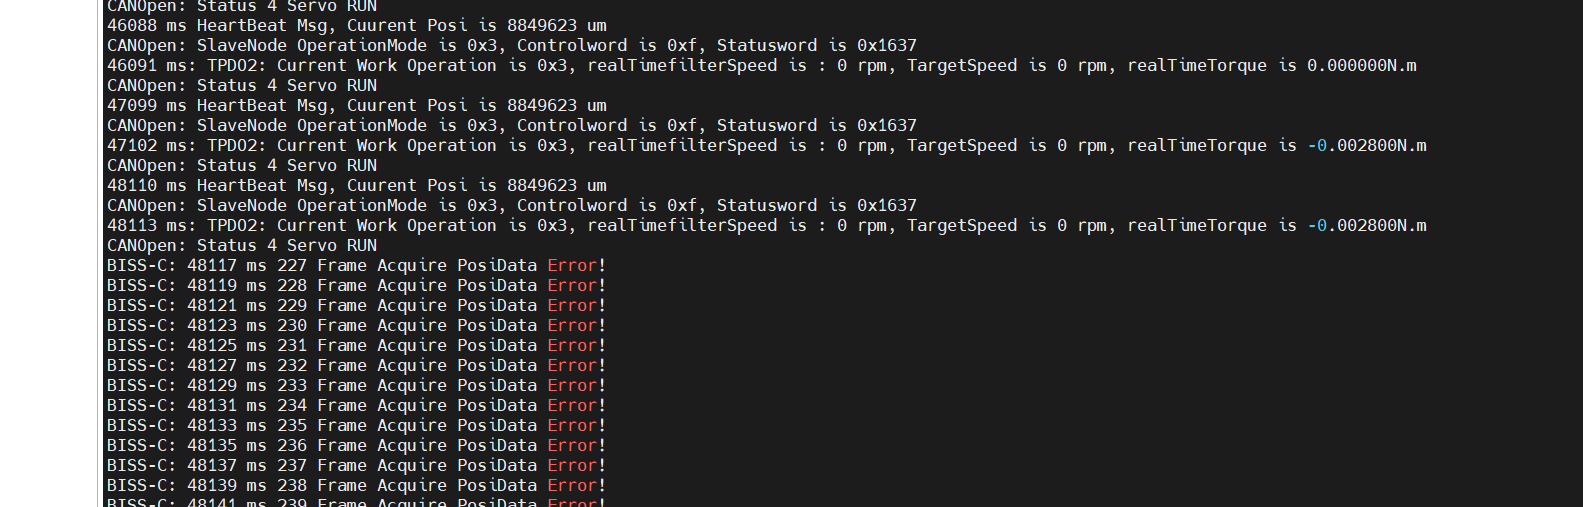 CANOpen: Status 4 Servo RUN
46088 ms HeartBeat Msg, Cuurent Posi is 8849623 um
CANOpen: SlaveNode OperationMode is 0x3, Controlword is 0xf, Statusword is 0x1637
46091 ms: TPDO2: Current Work Operation is 0x3, realTimefilterSpeed is : 0 rpm, TargetSpeed is 0 rpm, realTimeTorque is 0.000000N.m
CANOpen: Status 4 Servo RUN
47099 ms HeartBeat Msg, Cuurent Posi is 8849623 um
CANOpen: SlaveNode OperationMode is 0x3, Controlword is 0xf, Statusword is 0x1637
47102 ms: TPDO2: Current Work Operation is 0x3, realTimefilterSpeed is : 0 rpm, TargetSpeed is 0 rpm, realTimeTorque is -0.002800N.m
CANOpen: Status 4 Servo RUN
48110 ms HeartBeat Msg, Cuurent Posi is 8849623 um
CANOpen: SlaveNode OperationMode is 0x3, Controlword is 0xf, Statusword is 0x1637
48113 ms: TPDO2: Current Work Operation is 0x3, realTimefilterSpeed is : 0 rpm, TargetSpeed is 0 rpm, realTimeTorque is -0.002800N.m
CANOpen: Status 4 Servo RUN
BISS-C: 48117 ms 227 Frame Acquire PosiData Error!
BISS-C: 48119 ms 228 Frame Acquire PosiData Error!
BISS-C: 48121 ms 229 Frame Acquire PosiData Error!
BISS-C: 48123 ms 230 Frame Acquire PosiData Error!
BISS-C: 48125 ms 231 Frame Acquire PosiData Error!
BISS-C: 48127 ms 232 Frame Acquire PosiData Error!
BISS-C: 48129 ms 233 Frame Acquire PosiData Error!
BISS-C: 48131 ms 234 Frame Acquire PosiData Error!
BISS-C: 48133 ms 235 Frame Acquire PosiData Error!
BISS-C: 48135 ms 236 Frame Acquire PosiData Error!
BISS-C: 48137 ms 237 Frame Acquire PosiData Error!
BISS-C: 48139 ms 238 Frame Acquire PosiData Error!
BISS-C: 48141 ms 239 Frame Acquire PosiData Error!